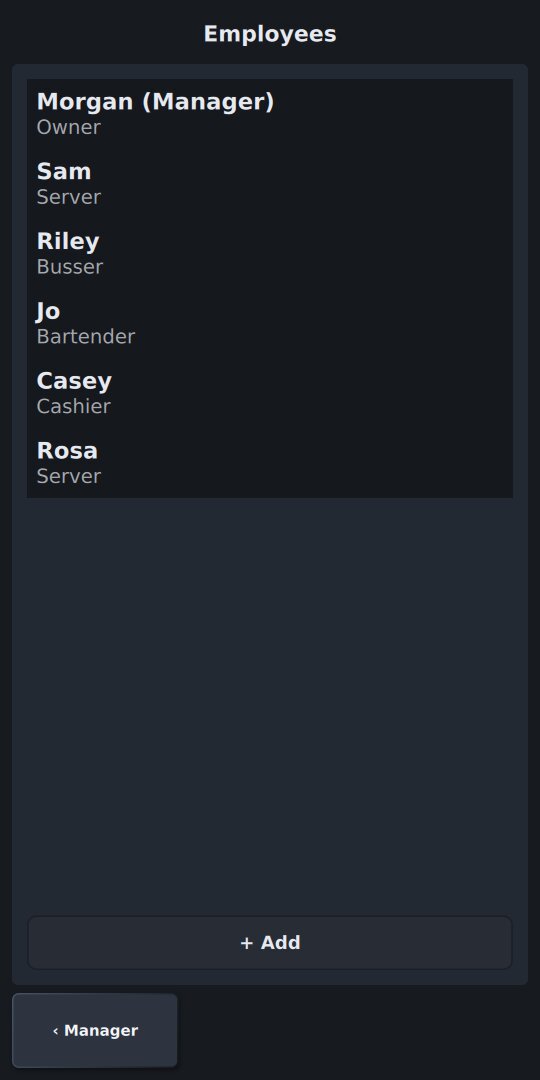 Employees
Morgan (Manager)
Owner
Sam
Server
Riley
Busser
Jo
Bartender
Casey
Cashier
Rosa
Server
+ Add
‹ Manager